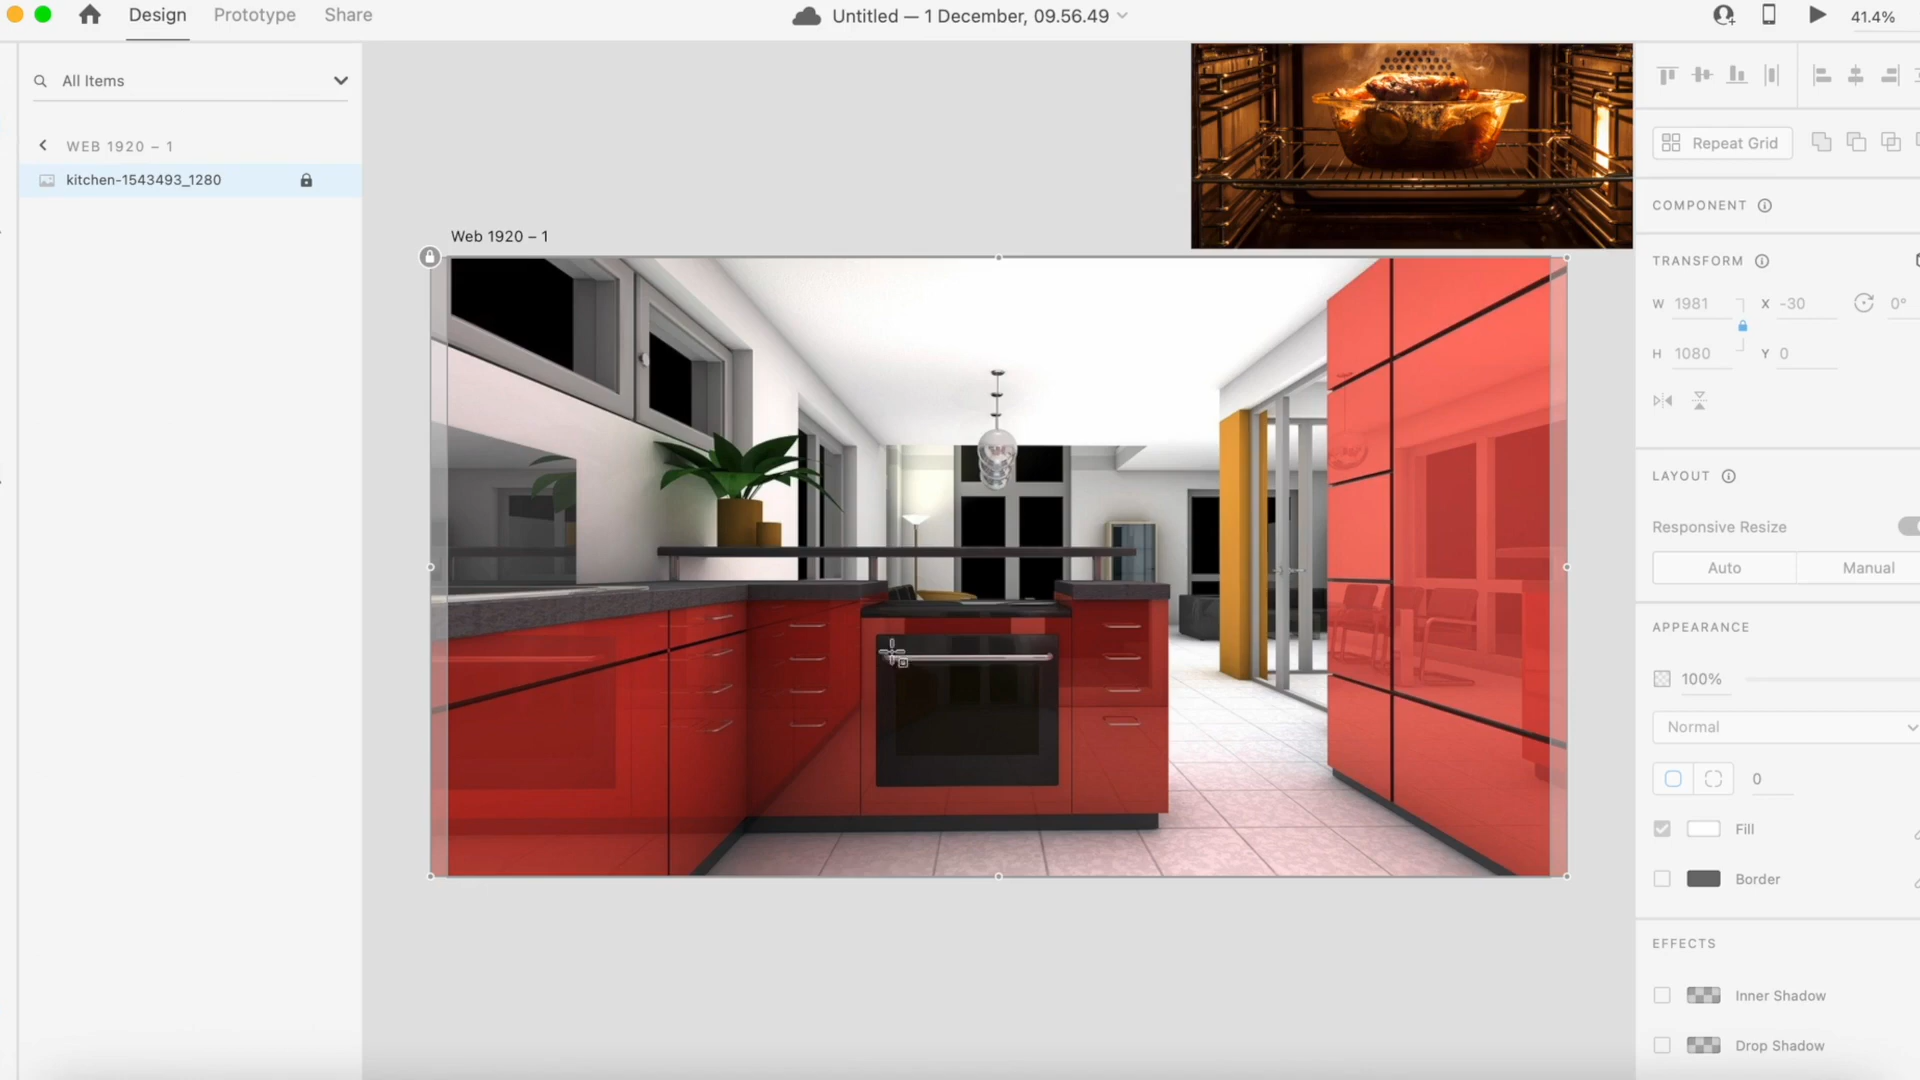 Design
Prototype
Share
Untitled — 1 December, 09.56.49
41.4%
All Items
WEB 1920 – 1
kitchen-1543493_1280
Web 1920 – 1
Repeat Grid
COMPONENT
TRANSFORM
W 1981
X -30
0°
H 1080
Y 0
LAYOUT
Responsive Resize
Auto
Manual
APPEARANCE
100%
Normal
0
Fill
Border
EFFECTS
Inner Shadow
Drop Shadow